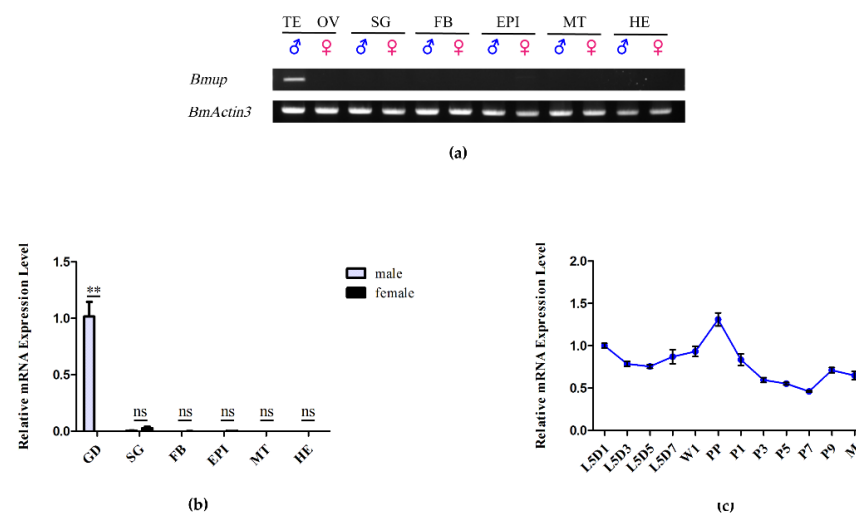 TE OV SG FB EPI MT HE
♂ ♀ ♂ ♀ ♂ ♀ ♂ ♀ ♂ ♀ ♂ ♀ ♂ ♀
Bmup
BmActin3
(a)
Relative mRNA Expression Level
1.5
1.0
0.5
0.0
** ns ns ns ns ns
GD SG FB EPI MT HE
male
female
(b)
Relative mRNA Expression Level
2.0
1.5
1.0
0.5
0.0
L5D1 L5D3 L5D5 L5D7 W1 PP P1 P3 P5 P7 P9 M
(c)